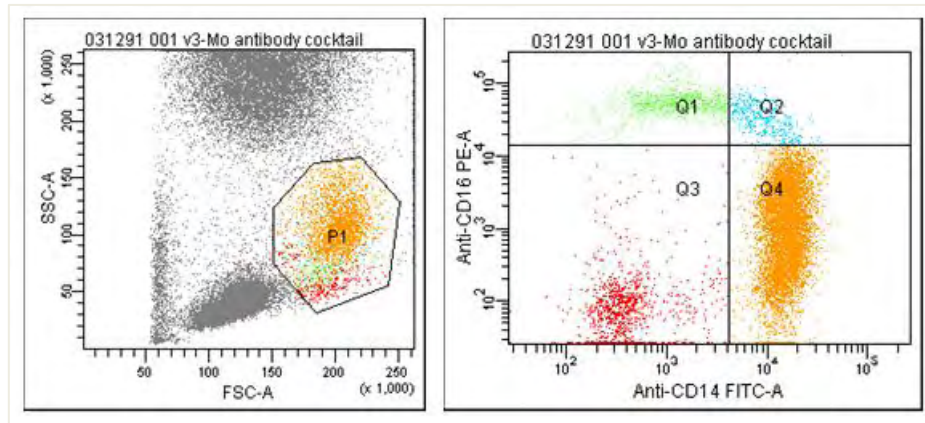 031291 001 v3-Mo antibody cocktail
(x 1,000)
250
200
150
100
50
SSC-A
P1
50 100 150 200 250
FSC-A
(x 1,000)
031291 001 v3-Mo antibody cocktail
Anti-CD16 PE-A
10⁵
10⁴
10³
10²
Q1 Q2
Q3 Q4
10² 10³ 10⁴ 10⁵
Anti-CD14 FITC-A